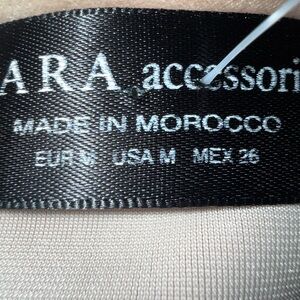 ARA accessori
MADE IN MOROCCO
EUR M USA M MEX 26